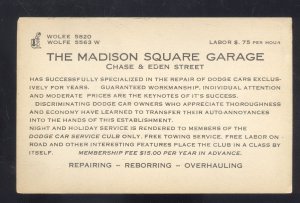 WOLFE 5820
WOLFE 5563 W
LABOR $.75 PER HOUR
THE MADISON SQUARE GARAGE
CHASE & EDEN STREET
HAS SUCCESSFULLY SPECIALIZED IN THE REPAIR OF DODGE CARS EXCLUS-
IVELY FOR YEARS. GUARANTEED WORKMANSHIP, INDIVIDUAL ATTENTION
AND MODERATE PRICES ARE THE KEYNOTES OF IT'S SUCCESS.
DISCRIMINATING DODGE CAR OWNERS WHO APPRECIATE THOROUGHNESS
AND ECONOMY HAVE LEARNED TO TRANSFER THEIR AUTO-ANNOYANCES
INTO THE HANDS OF THIS ESTABLISHMENT.
NIGHT AND HOLIDAY SERVICE IS RENDERED TO MEMBERS OF THE
DODGE CAR SERVICE CULB ONLY. FREE TOWING SERVICE. FREE LABOR ON
ROAD AND OTHER INTERESTING FEATURES PLACE THE CLUB IN A CLASS BY
ITSELF. MEMBERSHIP FEE $15.00 PER YEAR IN ADVANCE.
REPAIRING – REBORRING – OVERHAULING